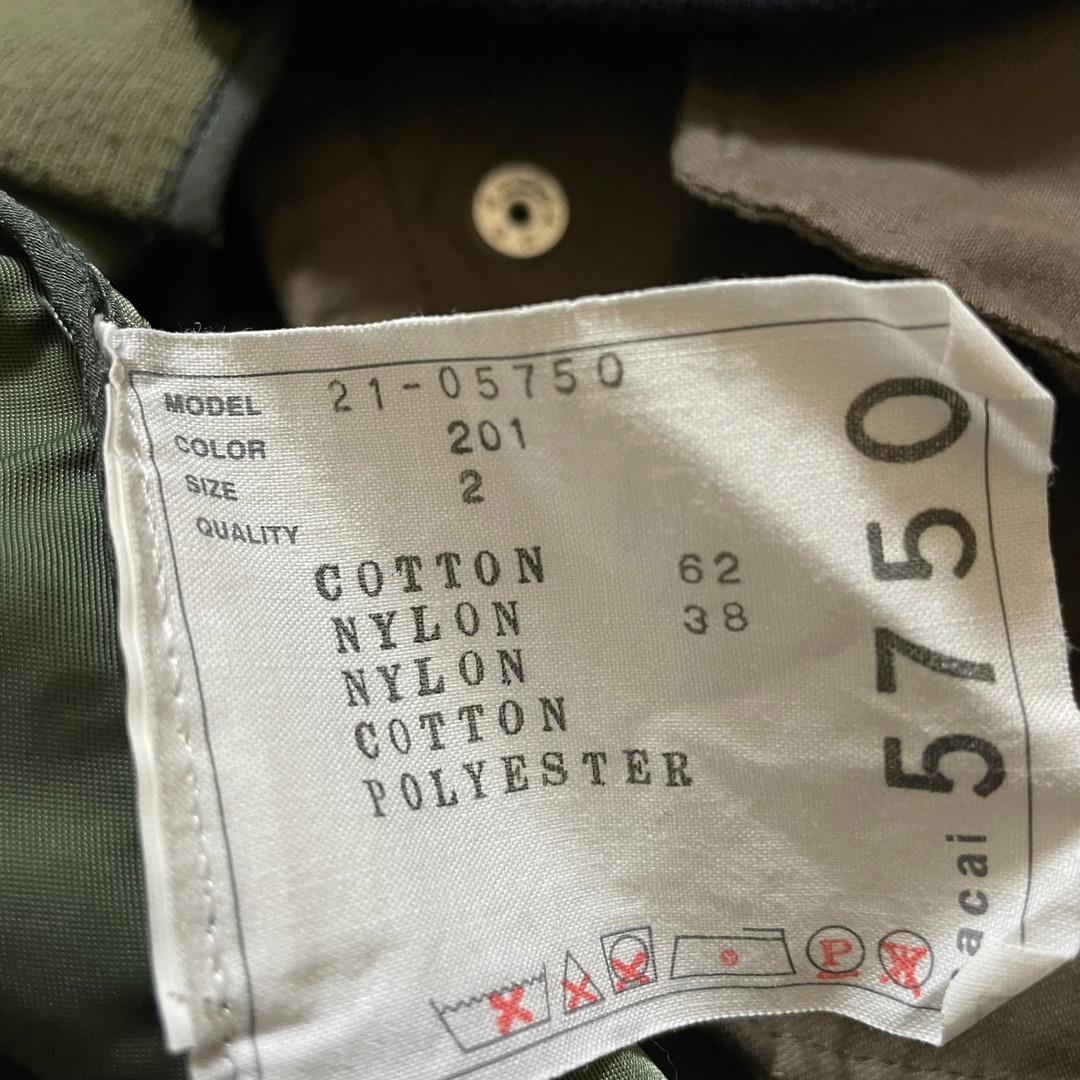 MODEL 21-05750
COLOR 201
SIZE 2
QUALITY
COTTON 62
NYLON 38
NYLON
COTTON
POLYESTER
P
W
acai 5750